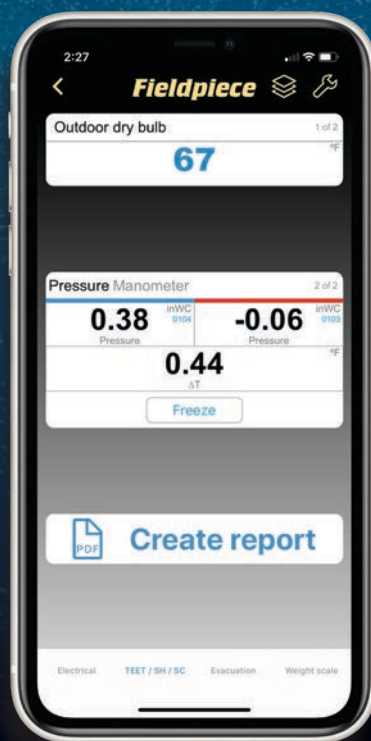 2:27
Fieldpiece
Outdoor dry bulb 1 of 2
67 °F
Pressure Manometer 2 of 2
0.38 inWC 0104 -0.06 inWC 0103
Pressure Pressure
0.44 °F
ΔT
Freeze
PDF Create report
Electrical TEET / SH / SC Evacuation Weight scale